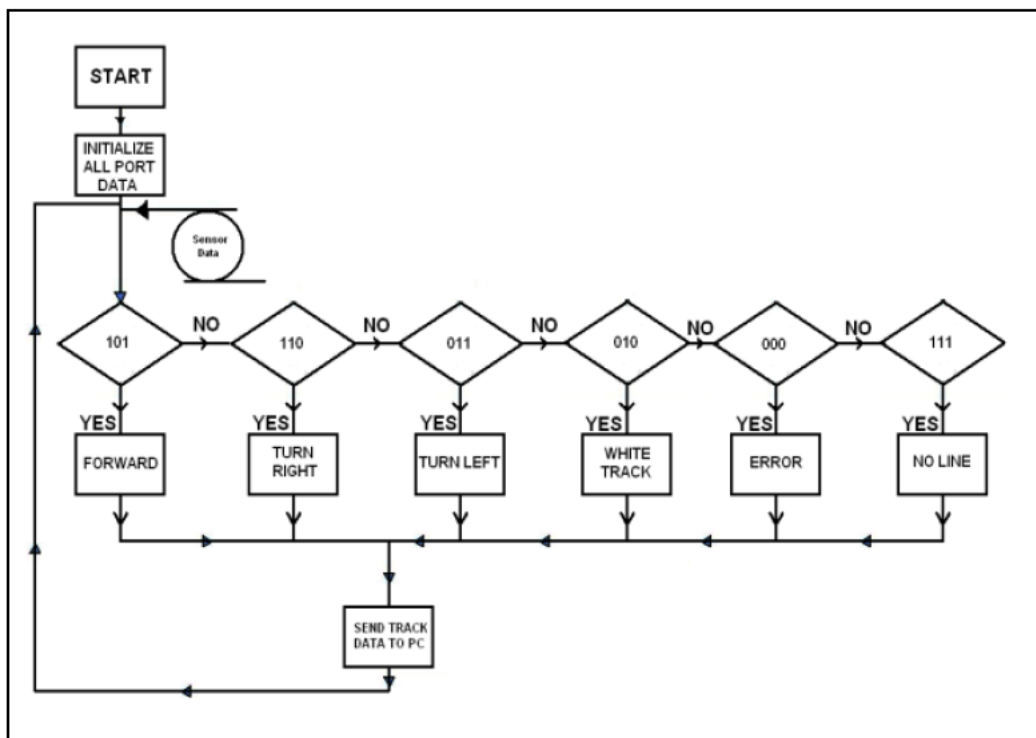 START
INITIALIZE
ALL PORT
DATA
Sensor
Data
101
NO
110
NO
011
NO
010
NO
000
NO
111
YES
YES
YES
YES
YES
YES
FORWARD
TURN
RIGHT
TURN LEFT
WHITE
TRACK
ERROR
NO LINE
SEND TRACK
DATA TO PC